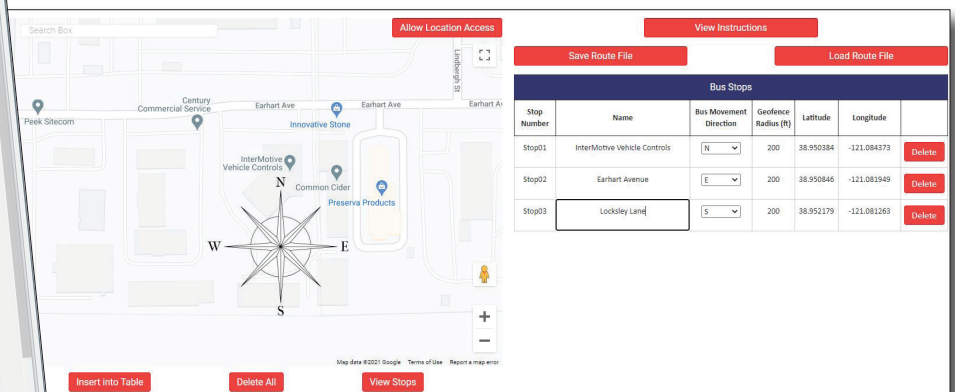 Search Box
Allow Location Access
Lindbergh St
Century
Commercial Service
Earhart Ave
Earhart Ave
Earhart Av
Peek Sitecom
Innovative Stone
InterMotive
Vehicle Controls
Common Cider
Preserva Products
N
W
E
S
Map data ©2021 Google Terms of Use Report a map error
Insert into Table
Delete All
View Stops
View Instructions
Save Route File
Load Route File
Bus Stops
Stop Number Name Bus Movement Direction Geofence Radius (ft) Latitude Longitude
Stop01 InterMotive Vehicle Controls N 200 38.950384 -121.084373 Delete
Stop02 Earhart Avenue E 200 38.950846 -121.081949 Delete
Stop03 Locksley Lane S 200 38.952179 -121.081263 Delete